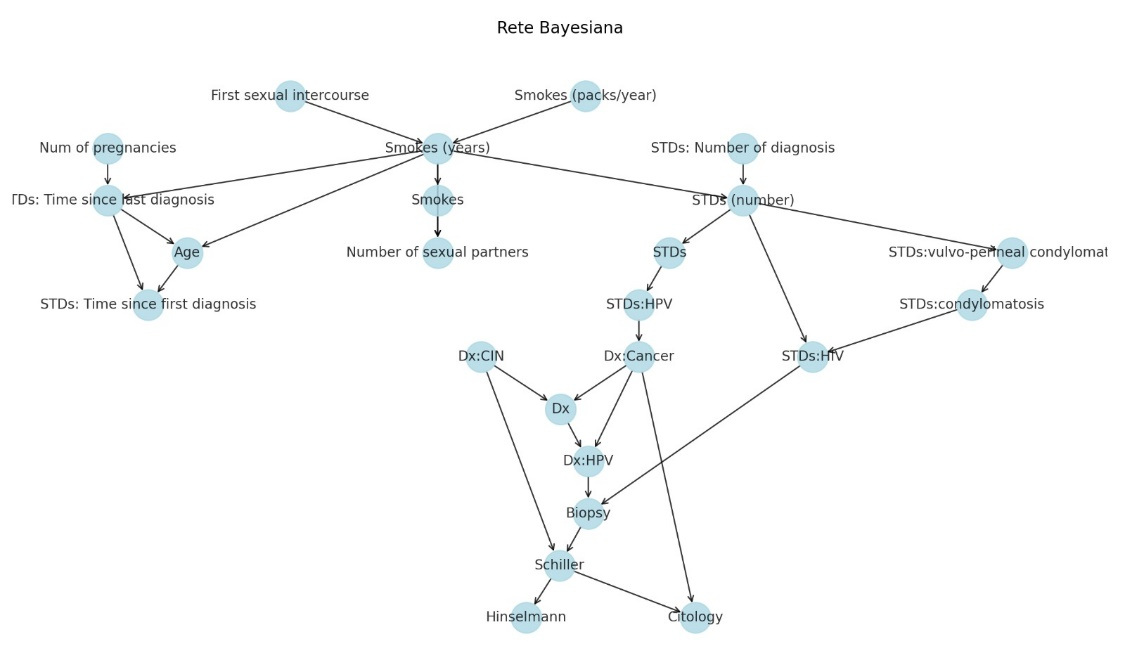 Rete Bayesiana
First sexual intercourse
Smokes (packs/year)
Num of pregnancies
Smokes (years)
STDs: Number of diagnosis
TDs: Time since last diagnosis
Smokes
STDs (number)
Age
Number of sexual partners
STDs
STDs:vulvo-perineal condylomat
STDs: Time since first diagnosis
STDs:HPV
STDs:condylomatosis
Dx:CIN
Dx:Cancer
STDs:HIV
Dx
Dx:HPV
Biopsy
Schiller
Hinselmann
Citology